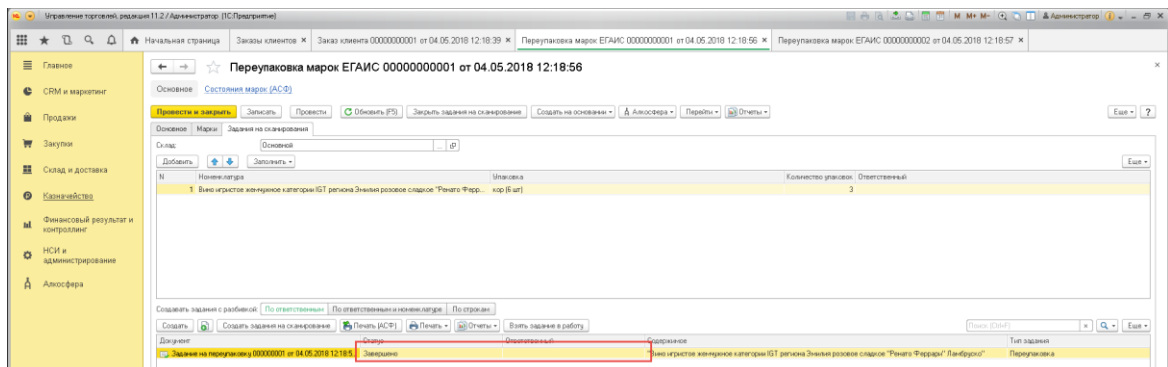 Управление торговлей, редакция 11.2 / Администратор (1С:Предприятие)
M M+ M- Администратор
Начальная страница Заказы клиентов × Заказ клиента 00000000001 от 04.05.2018 12:18:39 × Переупаковка марок ЕГАИС 00000000001 от 04.05.2018 12:18:56 × Переупаковка марок ЕГАИС 00000000002 от 04.05.2018 12:18:57 ×
Главное
CRM и маркетинг
Продажи
Закупки
Склад и доставка
Казначейство
Финансовый результат и
контроллинг
НСИ и
администрирование
Алкосфера
Переупаковка марок ЕГАИС 00000000001 от 04.05.2018 12:18:56
Основное Состояния марок (АСФ)
Провести и закрыть Записать Провести Обновить (F5) Закрыть задания на сканирование Создать на основании Алкосфера Перейти Отчеты Еще ?
Основное Марки Задания на сканирования
Склад: Основной
Добавить Заполнить Еще
N Номенклатура Упаковка Количество упаковок Ответственный
1 Вино игристое жемчужное категории IGT региона Эмилия розовое сладкое "Ренато Ферр... кор (6 шт) 3
Создавать задания с разбивкой: По ответственным По ответственным и номенклатуре По строкам
Создать Создать задания на сканирование Печать (АСФ) Печать Отчеты Взять задание в работу Поиск (Ctrl+F) × Еще
Документ Статус Ответственный Содержимое Тип задания
Задание на переупаковку 000000001 от 04.05.2018 12:18:5... Завершено "Вино игристое жемчужное категории IGT региона Эмилия розовое сладкое "Ренато Феррари" Ламбруско" Переупаковка